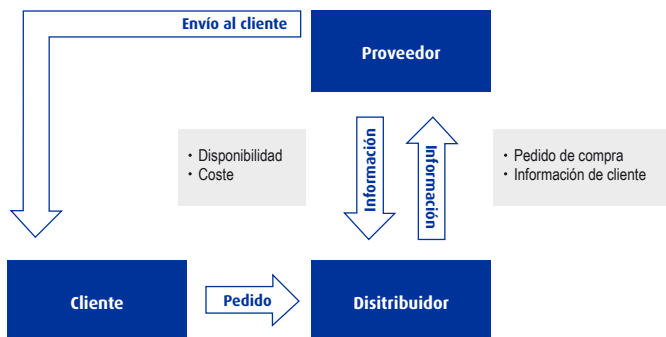 Envío al cliente
Proveedor
• Disponibilidad
• Coste
Información
Información
• Pedido de compra
• Información de cliente
Cliente
Pedido
Disitribuidor